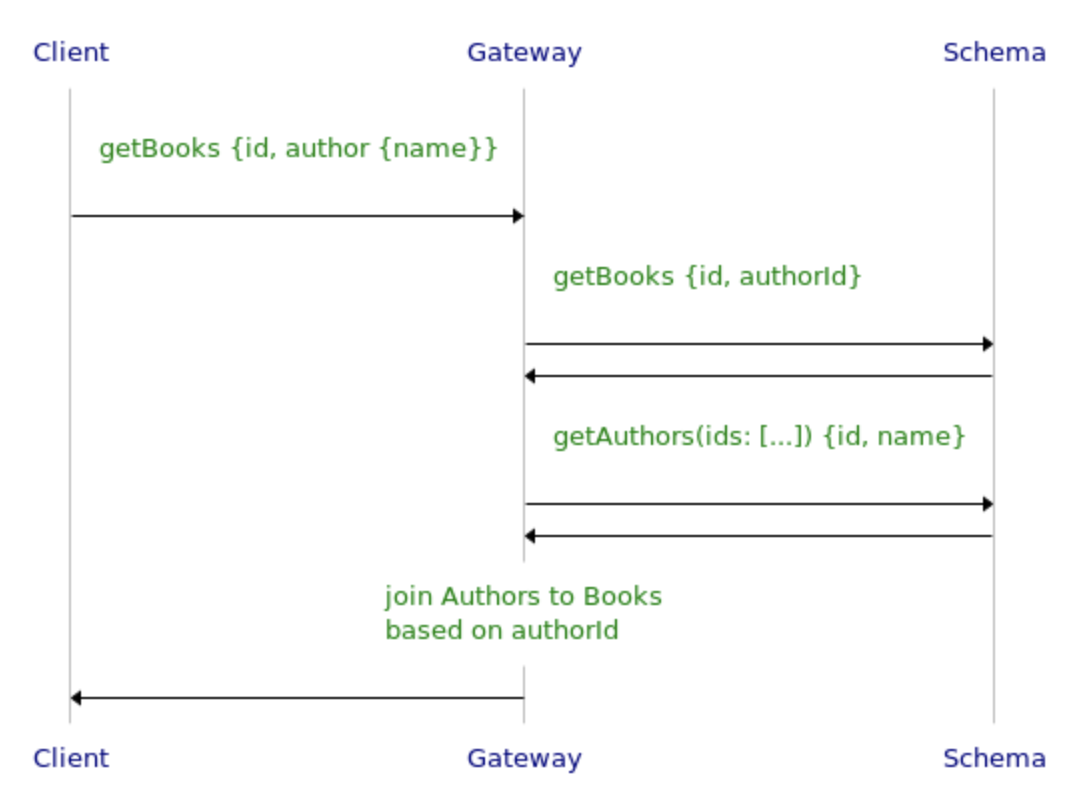 Client Gateway Schema
getBooks {id, author {name}}
getBooks {id, authorId}
getAuthors(ids: [...]) {id, name}
join Authors to Books
based on authorId
Client Gateway Schema